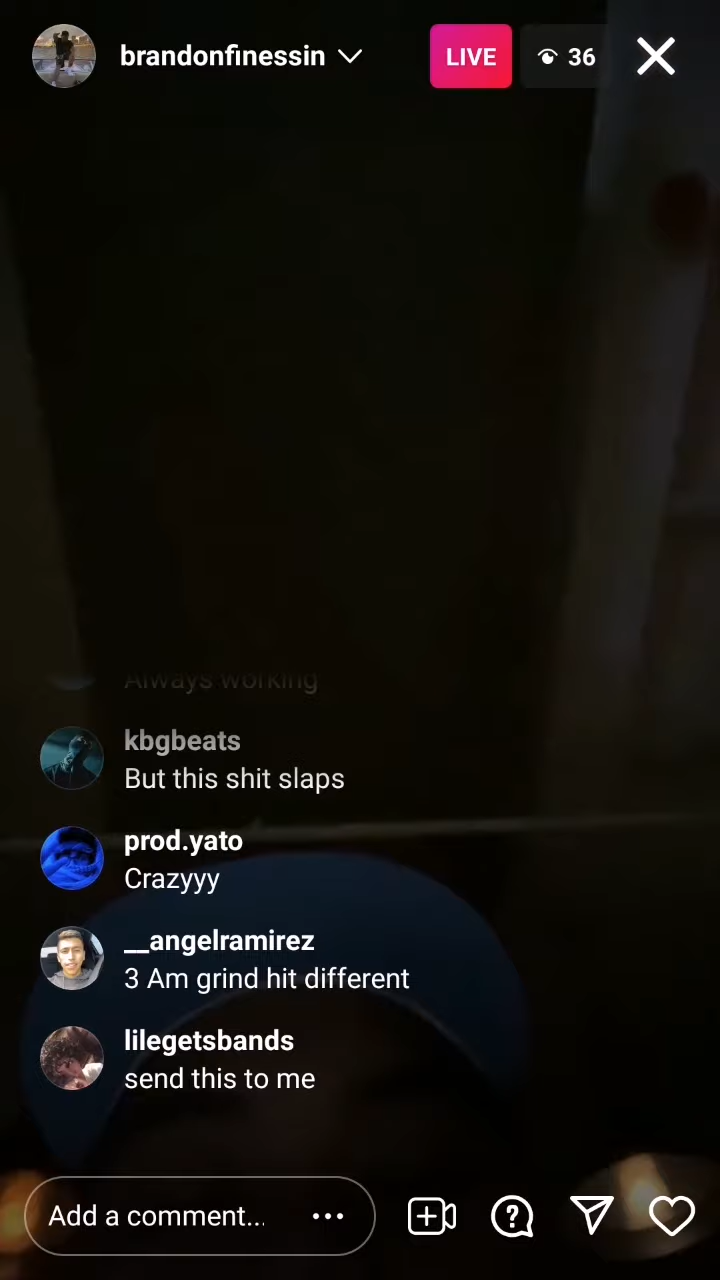 brandonfinessin
LIVE
36
Always working
kbgbeats
But this shit slaps
prod.yato
Crazyyy
__angelramirez
3 Am grind hit different
lilegetsbands
send this to me
Add a comment...